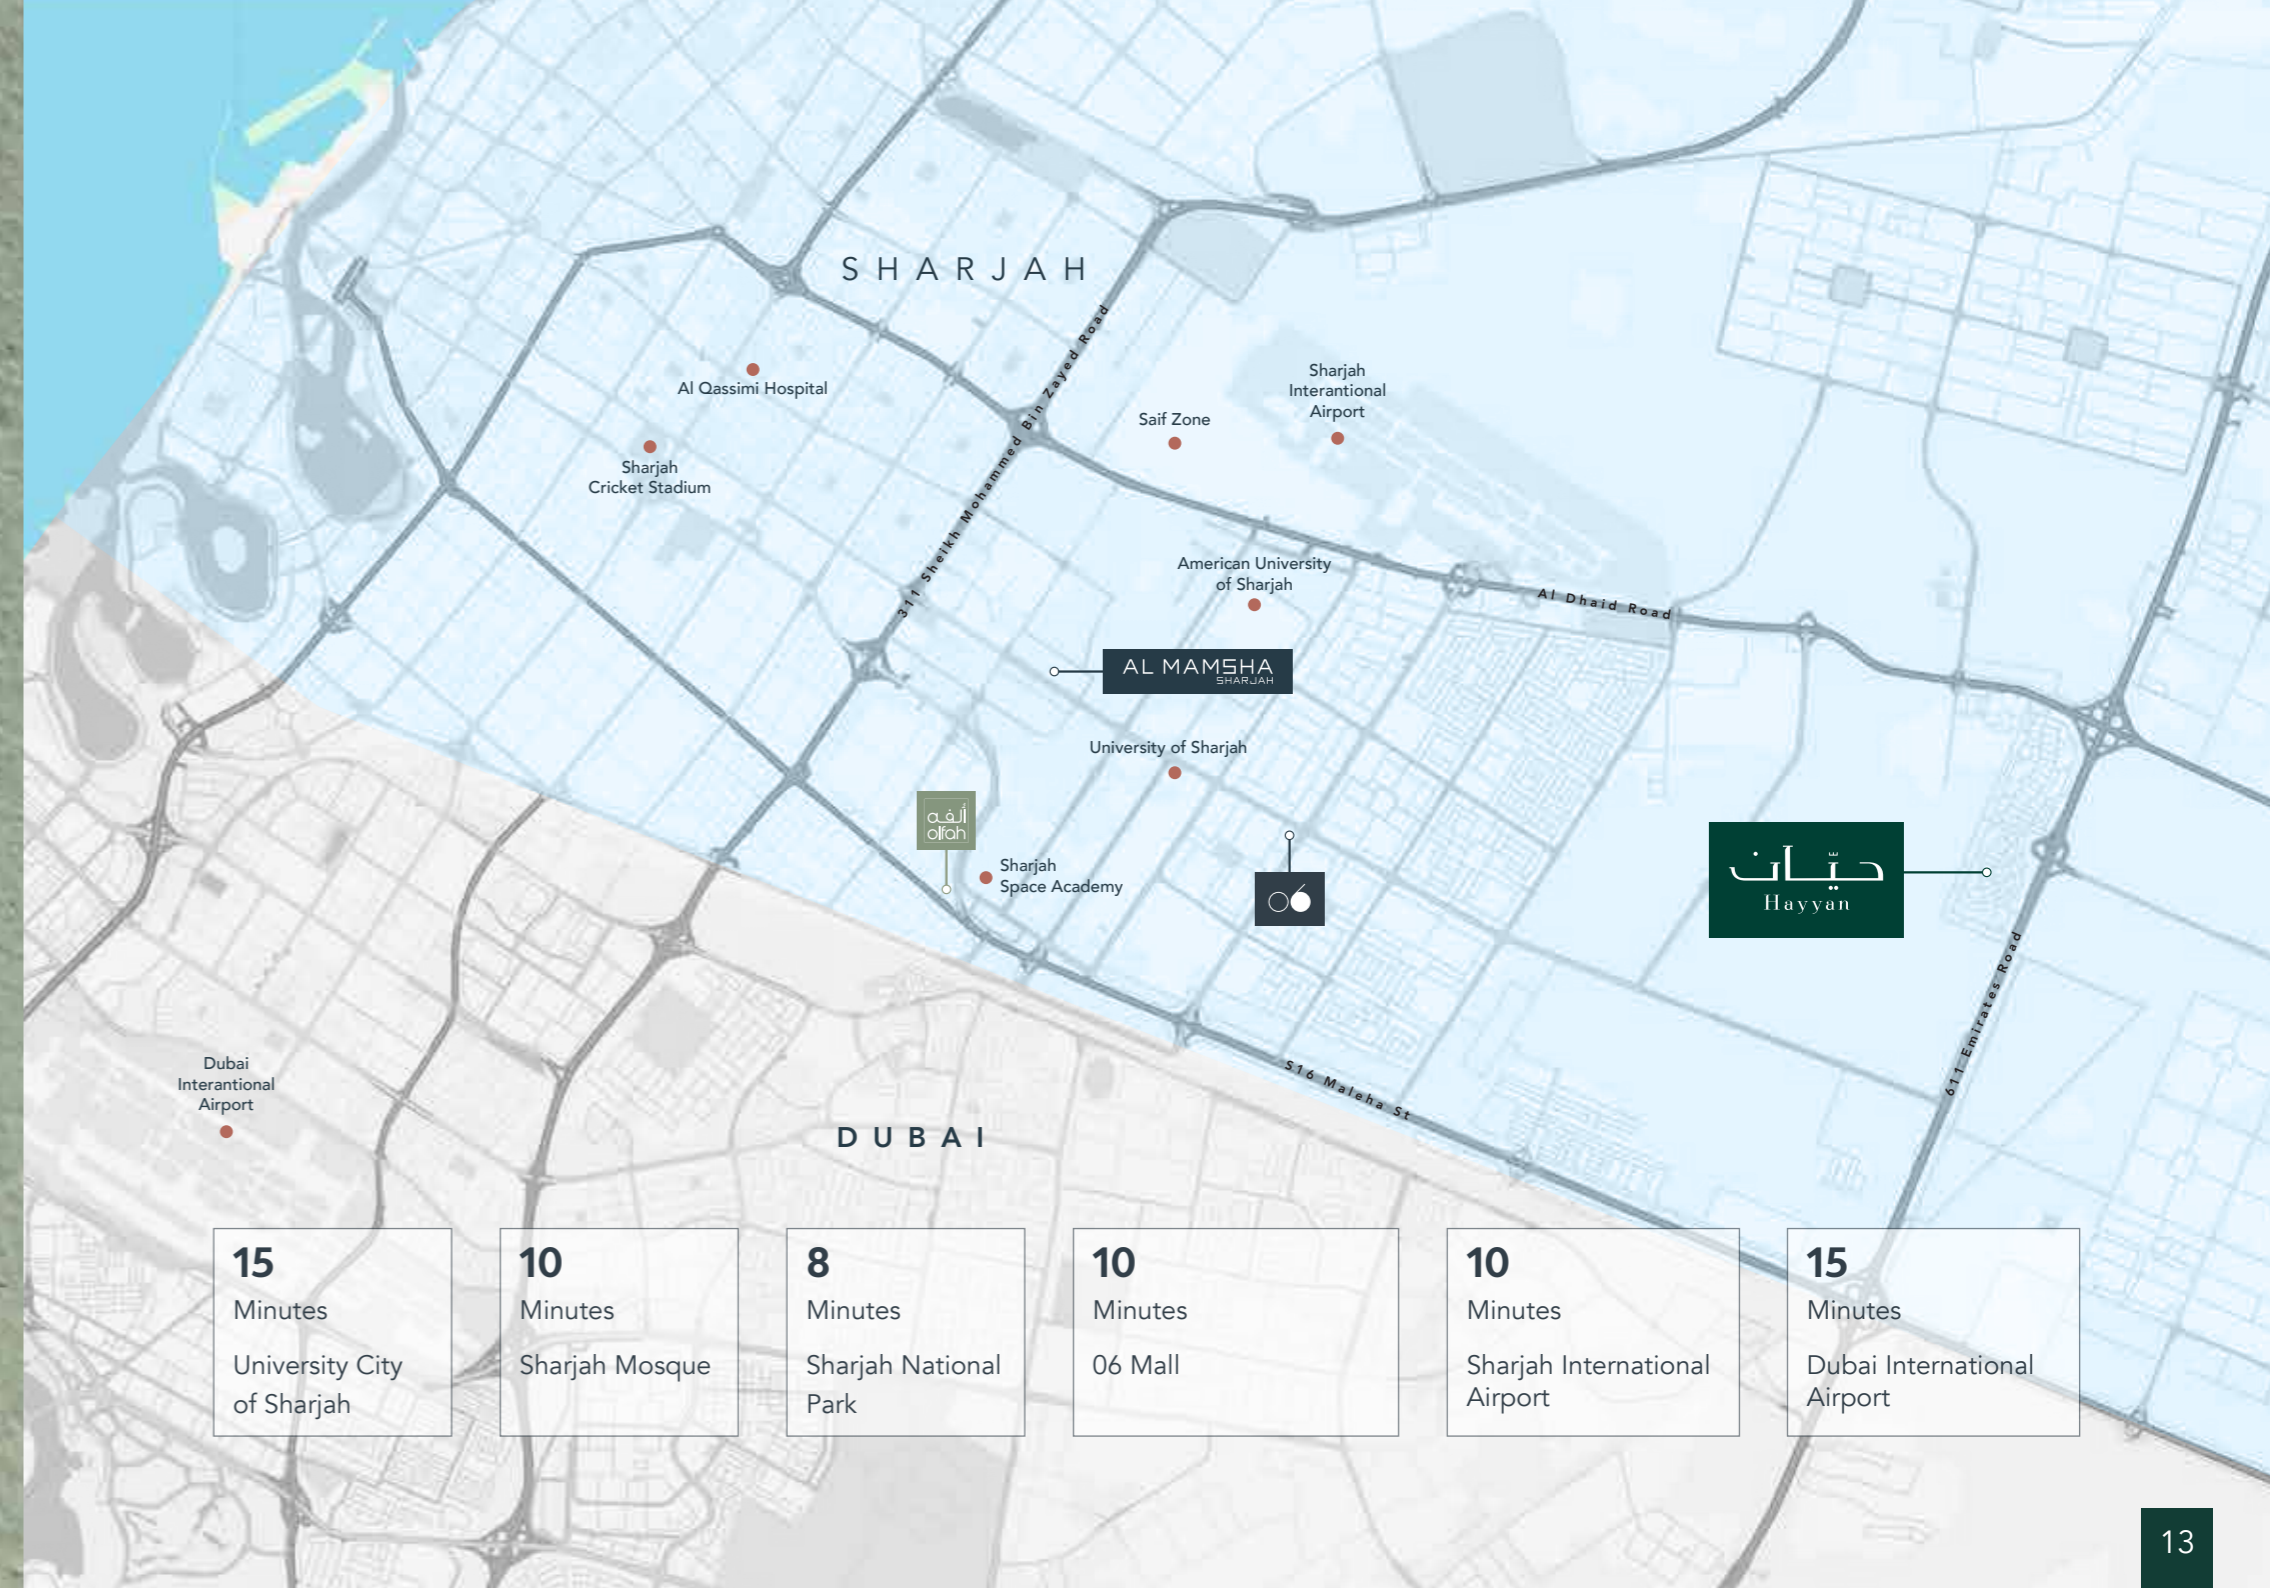 SHARJAH
311 Sheikh Mohammed Bin Zayed Road
Al Qassimi Hospital
Sharjah
Cricket Stadium
Saif Zone
Sharjah
Interantional
Airport
American University
of Sharjah
Al Dhaid Road
AL MAMSHA
SHARJAH
University of Sharjah
ألفه
olfah
Sharjah
Space Academy
06
حيّان
Hayyan
611 Emirates Road
S16 Maleha St
Dubai
Interantional
Airport
DUBAI
15
Minutes
University City
of Sharjah
10
Minutes
Sharjah Mosque
8
Minutes
Sharjah National
Park
10
Minutes
06 Mall
10
Minutes
Sharjah International
Airport
15
Minutes
Dubai International
Airport
13